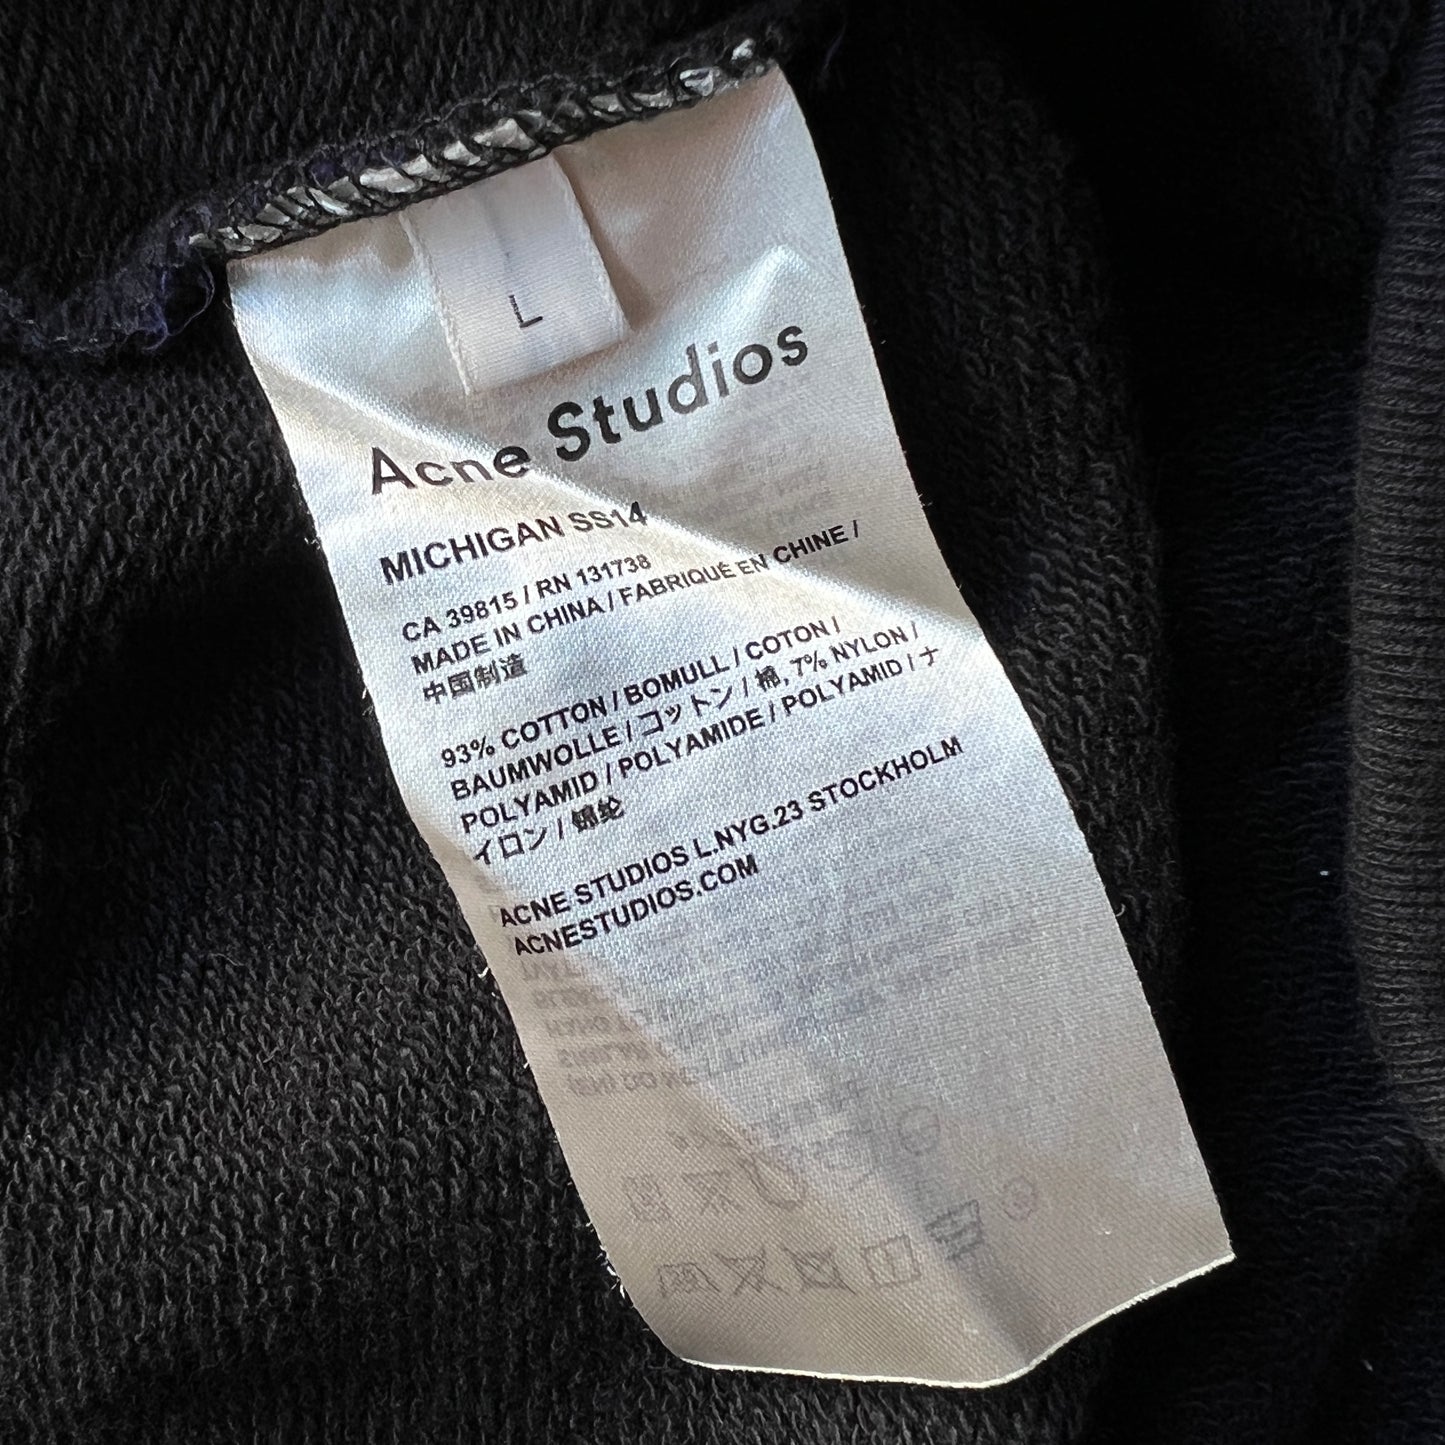 L
Acne Studios
MICHIGAN SS14
CA 39815 / RN 131738
MADE IN CHINA / FABRIQUÉ EN CHINE /
中国制造
93% COTTON / BOMULL / COTON /
BAUMWOLLE / コットン / 棉, 7% NYLON /
POLYAMID / POLYAMIDE / POLYAMID / ナ
イロン / 锦纶
ACNE STUDIOS L.NYG.23 STOCKHOLM
ACNESTUDIOS.COM